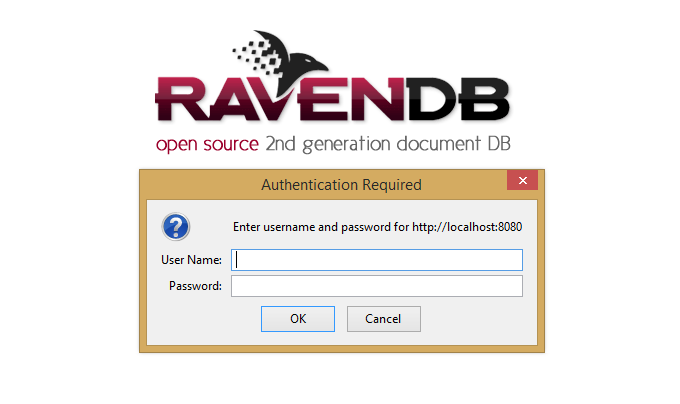 RAVENDB
open source 2nd generation document DB
Authentication Required
Enter username and password for http://localhost:8080
User Name:
Password:
OK Cancel